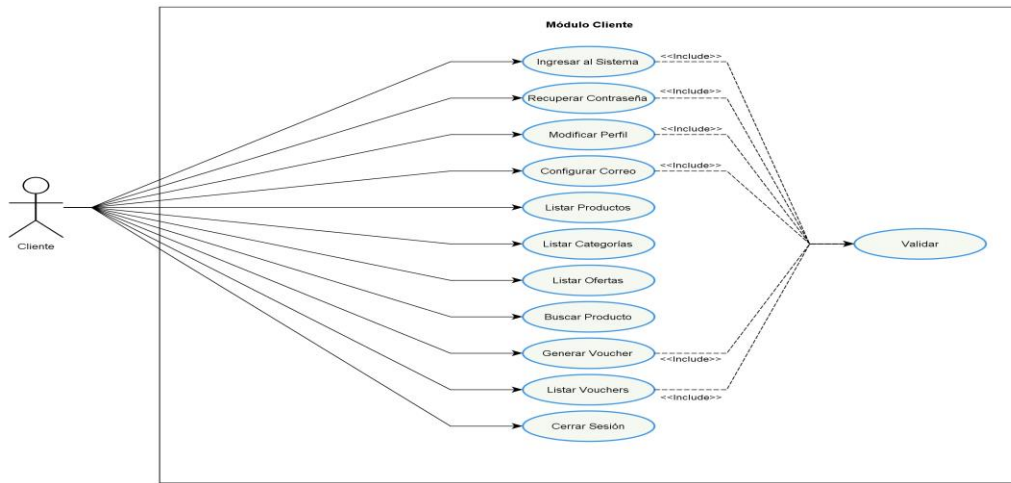 Módulo Cliente
Ingresar al Sistema
<<Include>>
Recuperar Contraseña
<<Include>>
Modificar Perfil
<<Include>>
Configurar Correo
<<Include>>
Listar Productos
Cliente
Listar Categorías
Validar
Listar Ofertas
Buscar Producto
Generar Voucher
<<Include>>
Listar Vouchers
<<Include>>
Cerrar Sesión